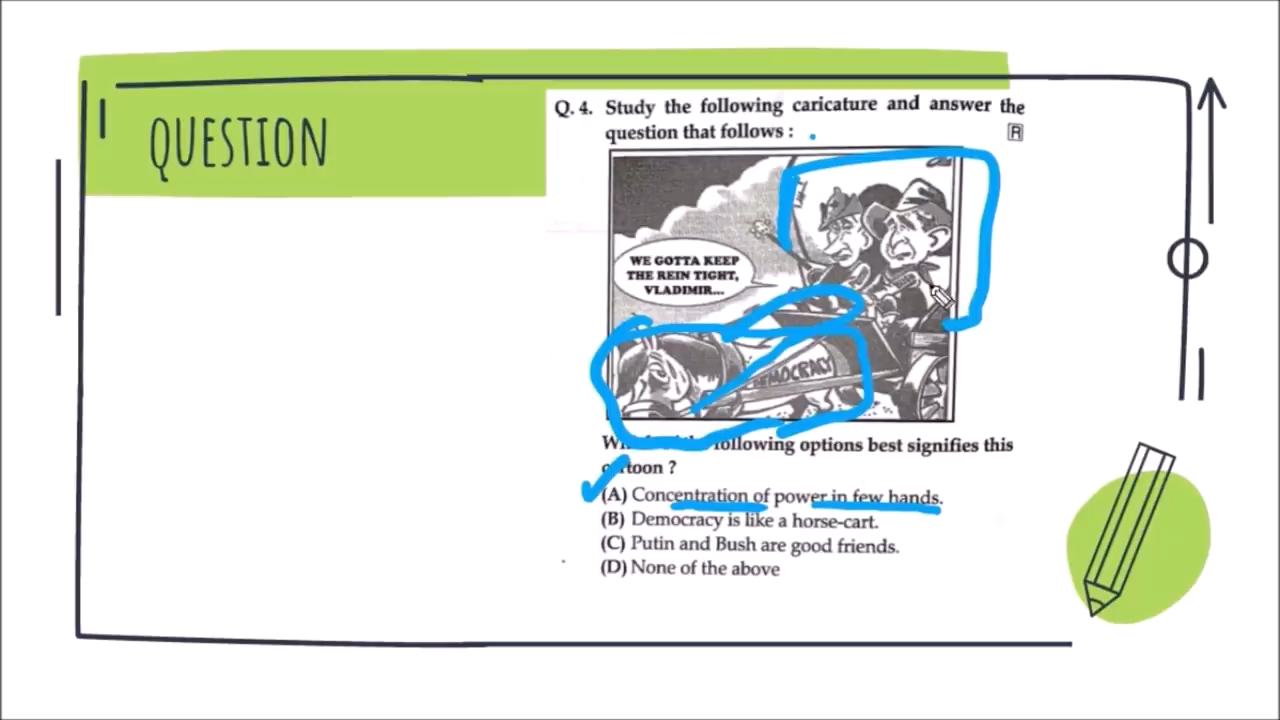 QUESTION
Q. 4. Study the following caricature and answer the
question that follows :
R
WE GOTTA KEEP
THE REIN TIGHT,
VLADIMIR...
DEMOCRACY
following options best signifies this
cartoon ?
(A) Concentration of power in few hands.
(B) Democracy is like a horse-cart.
(C) Putin and Bush are good friends.
(D) None of the above